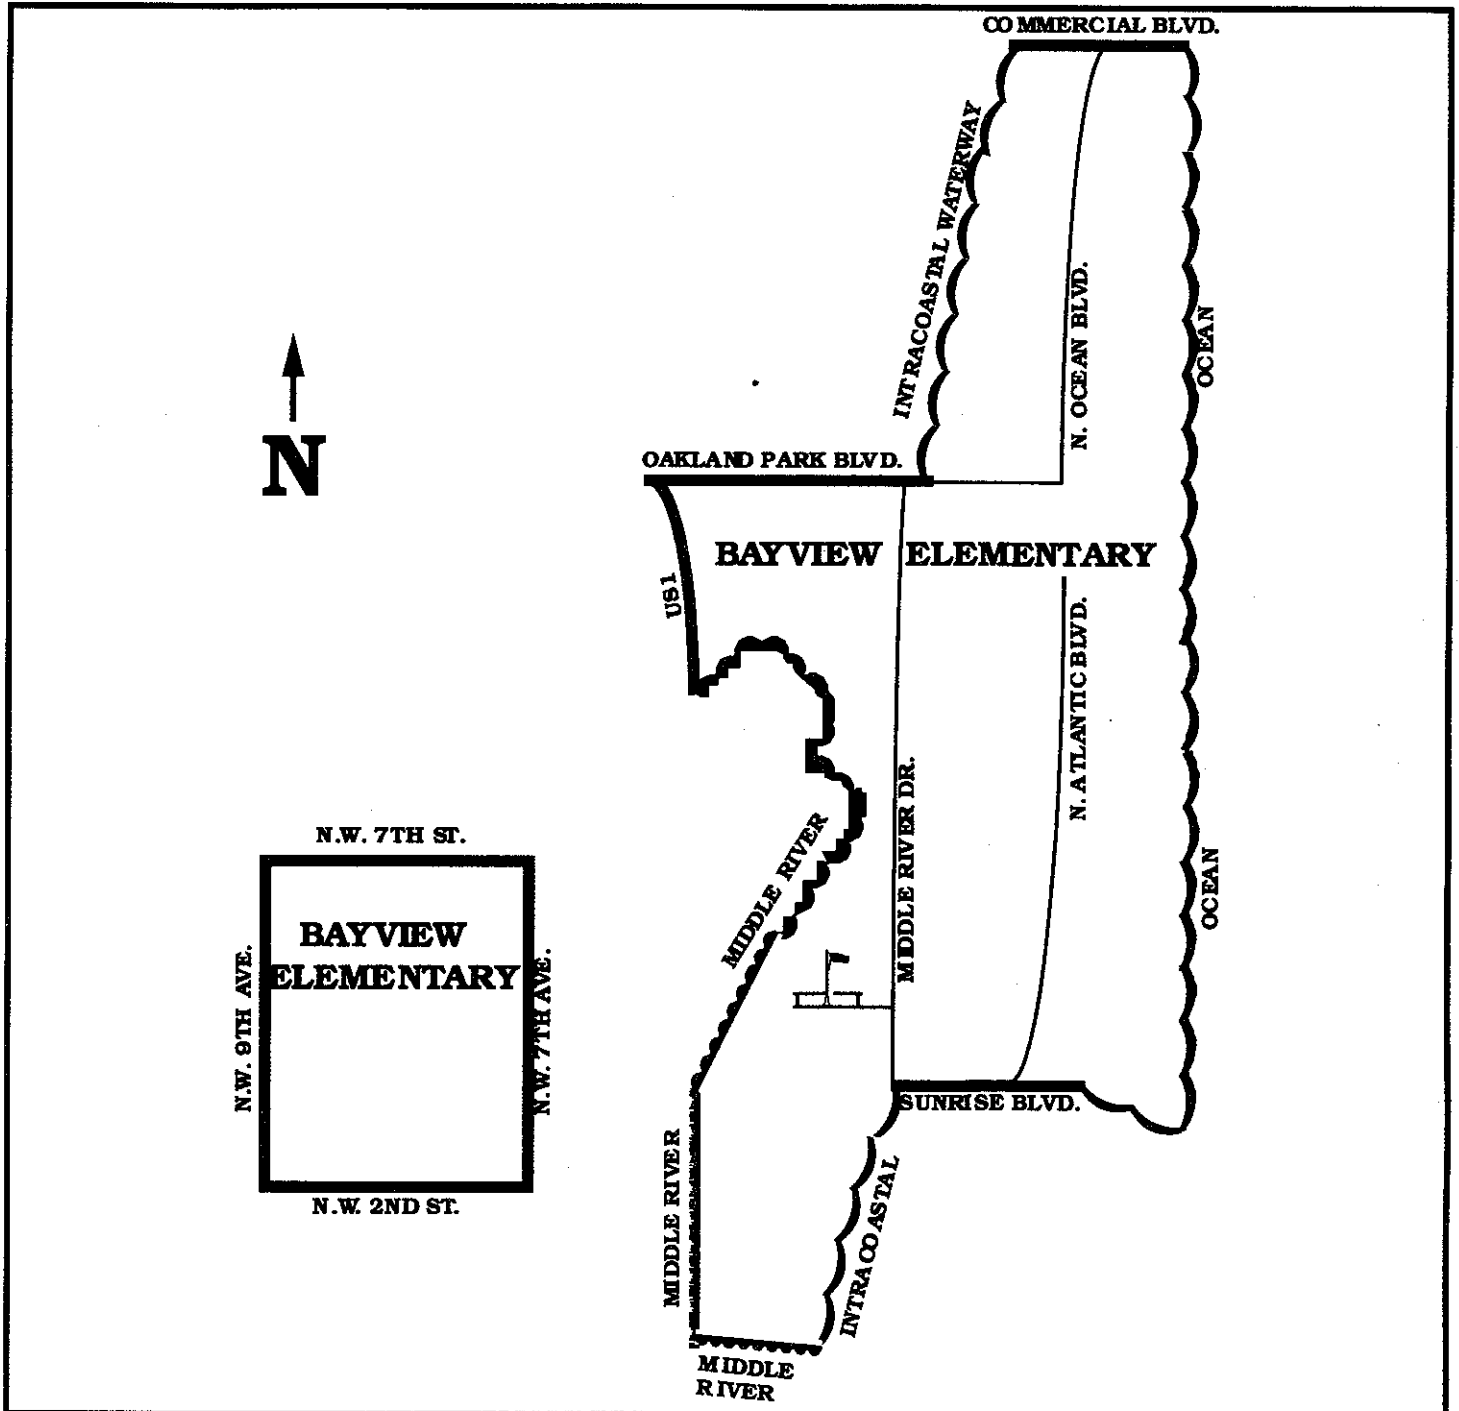 COMMERCIAL BLVD.
INTRACOASTAL WATERWAY
N. OCEAN BLVD.
OCEAN
N
OAKLAND PARK BLVD.
BAYVIEW ELEMENTARY
US1
N. ATLANTIC BLVD.
MIDDLE RIVER DR.
MIDDLE RIVER
OCEAN
N.W. 7TH ST.
BAYVIEW
ELEMENTARY
N.W. 9TH AVE.
N.W. 7TH AVE.
N.W. 2ND ST.
SUNRISE BLVD.
MIDDLE RIVER
INTRACOASTAL
MIDDLE
RIVER